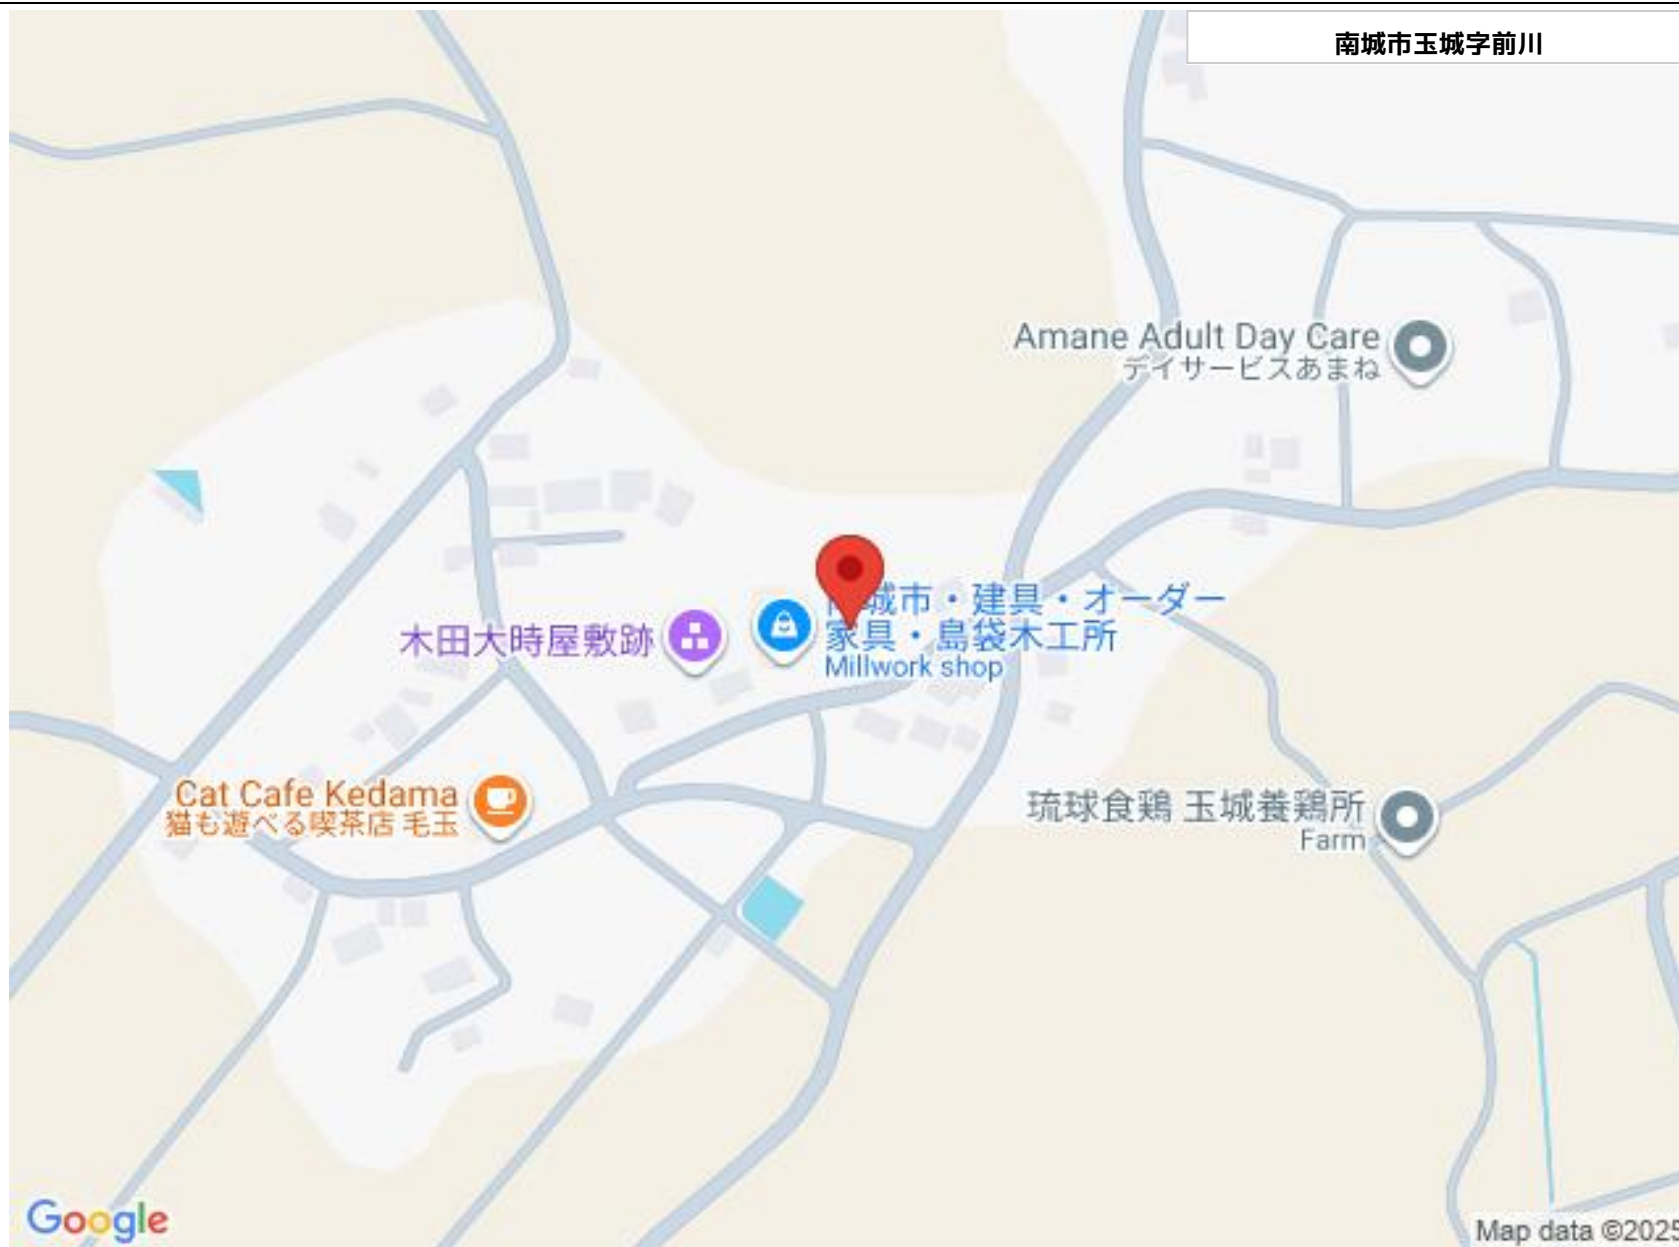 南城市玉城字前川
Amane Adult Day Care
デイサービスあまね
城市・建具・オーダー
家具・島袋木工所
Millwork shop
木田大時屋敷跡
Cat Cafe Kedama
猫も遊べる喫茶店 毛玉
琉球食鶏 玉城養鶏所
Farm
Google
Map data ©2025